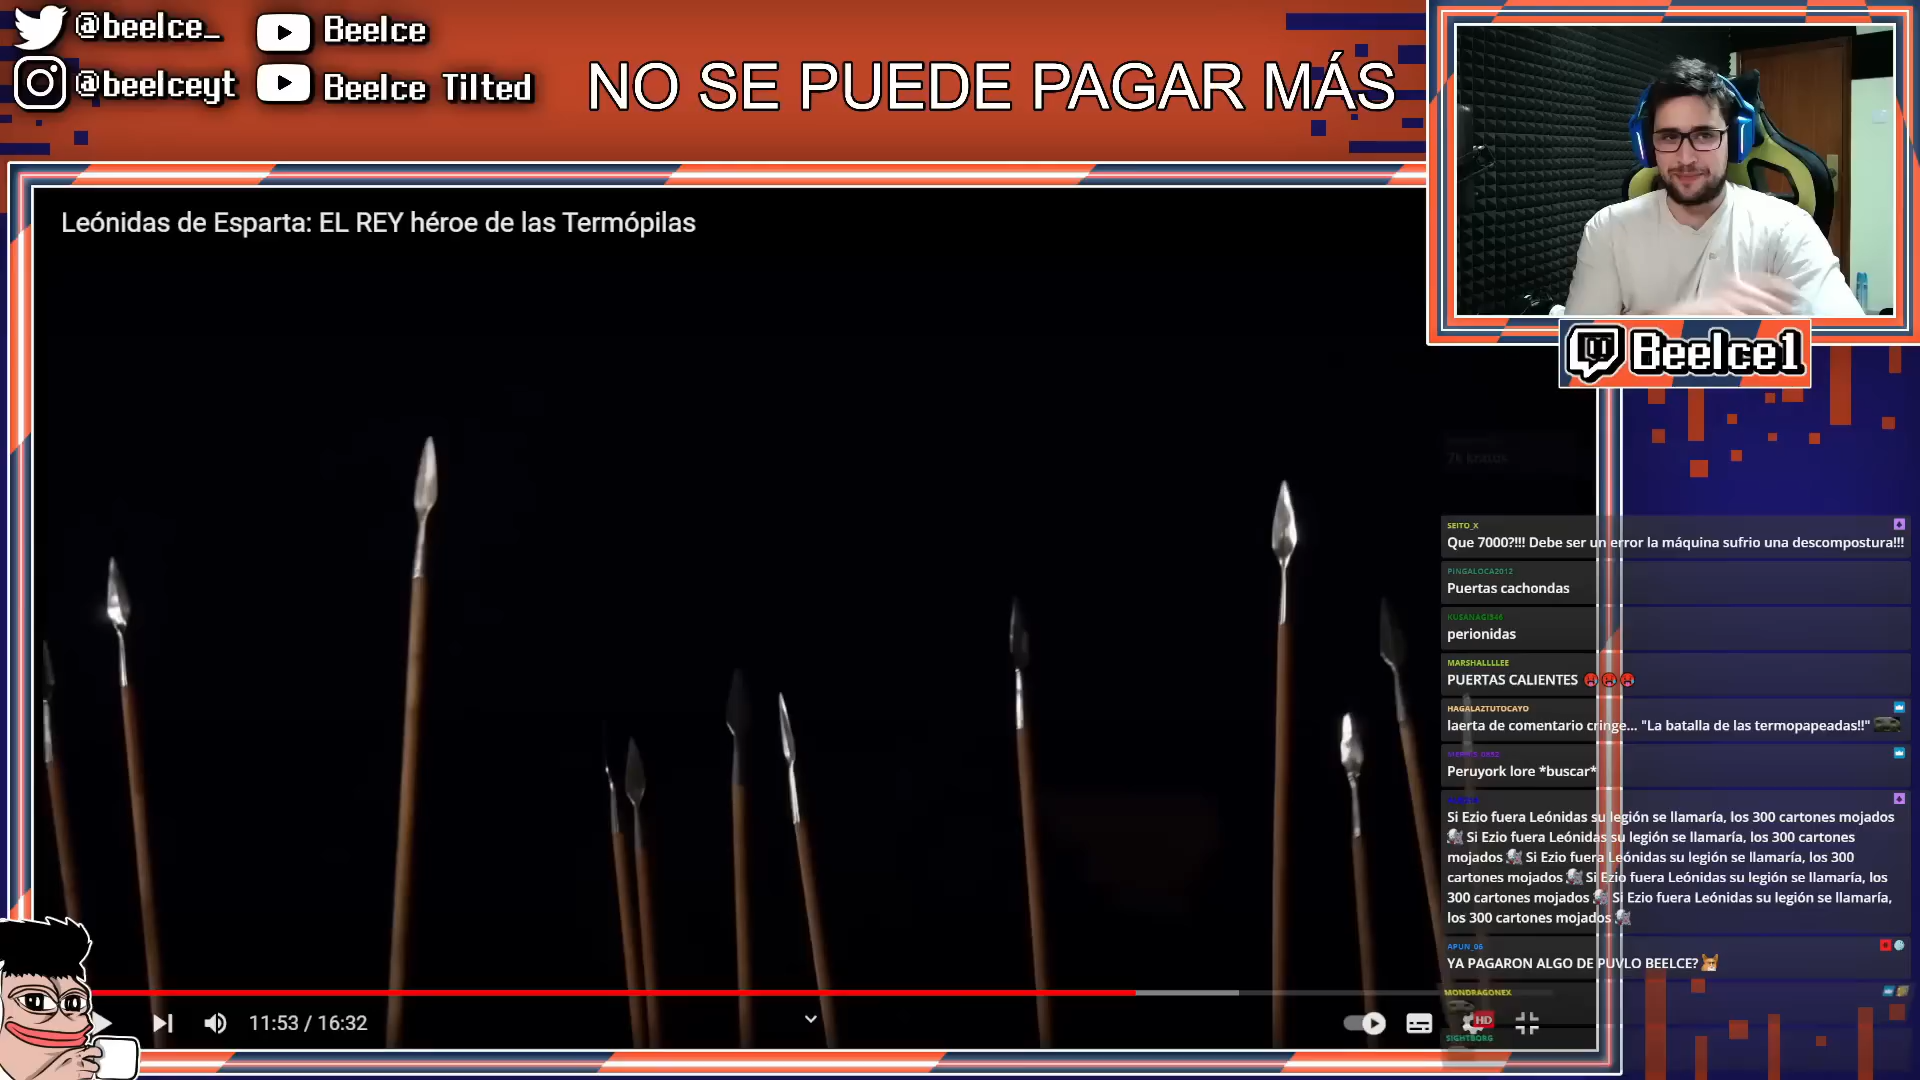 @beelce_
Beelce
@beelceyt
Beelce Tilted
NO SE PUEDE PAGAR MÁS
Leónidas de Esparta: EL REY héroe de las Termópilas
Beelce1
SEITO_X
Que 7000?!!! Debe ser un error la máquina sufrio una descompostura!!!
PINGALOCA2012
Puertas cachondas
perionidas
MARSHALLLLEE
PUERTAS CALIENTES
HAGALAZTUTOCAYO
laerta de comentario cringe... "La batalla de las termopapeadas!!"
Peruyork lore *buscar*
Si Ezio fuera Leónidas su legión se llamaría, los 300 cartones mojados
Si Ezio fuera Leónidas su legión se llamaría, los 300 cartones
mojados Si Ezio fuera Leónidas su legión se llamaría, los 300
cartones mojados Si Ezio fuera Leónidas su legión se llamaría, los
300 cartones mojados Si Ezio fuera Leónidas su legión se llamaría,
los 300 cartones mojados
APUN_06
YA PAGARON ALGO DE PUVLO BEELCE?
MONDRAGONEX
11:53 / 16:32
HD
SIGHTBORG